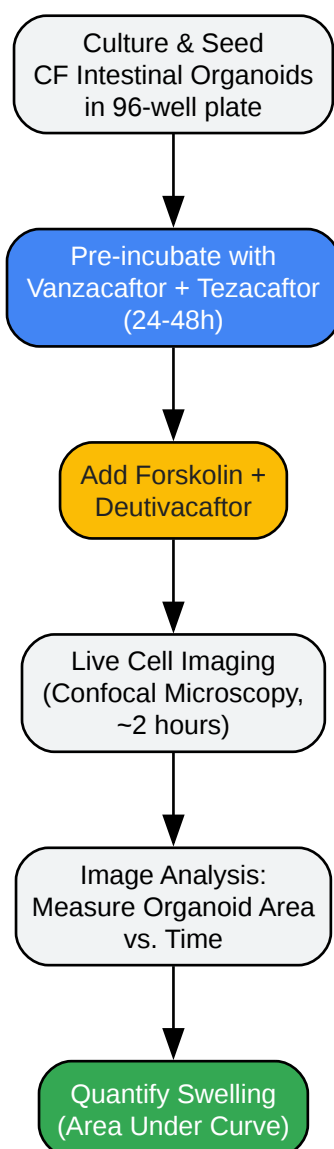 Culture & Seed
CF Intestinal Organoids
in 96-well plate
Pre-incubate with
Vanzacaftor + Tezacaftor
(24-48h)
Add Forskolin +
Deutivacaftor
Live Cell Imaging
(Confocal Microscopy,
~2 hours)
Image Analysis:
Measure Organoid Area
vs. Time
Quantify Swelling
(Area Under Curve)